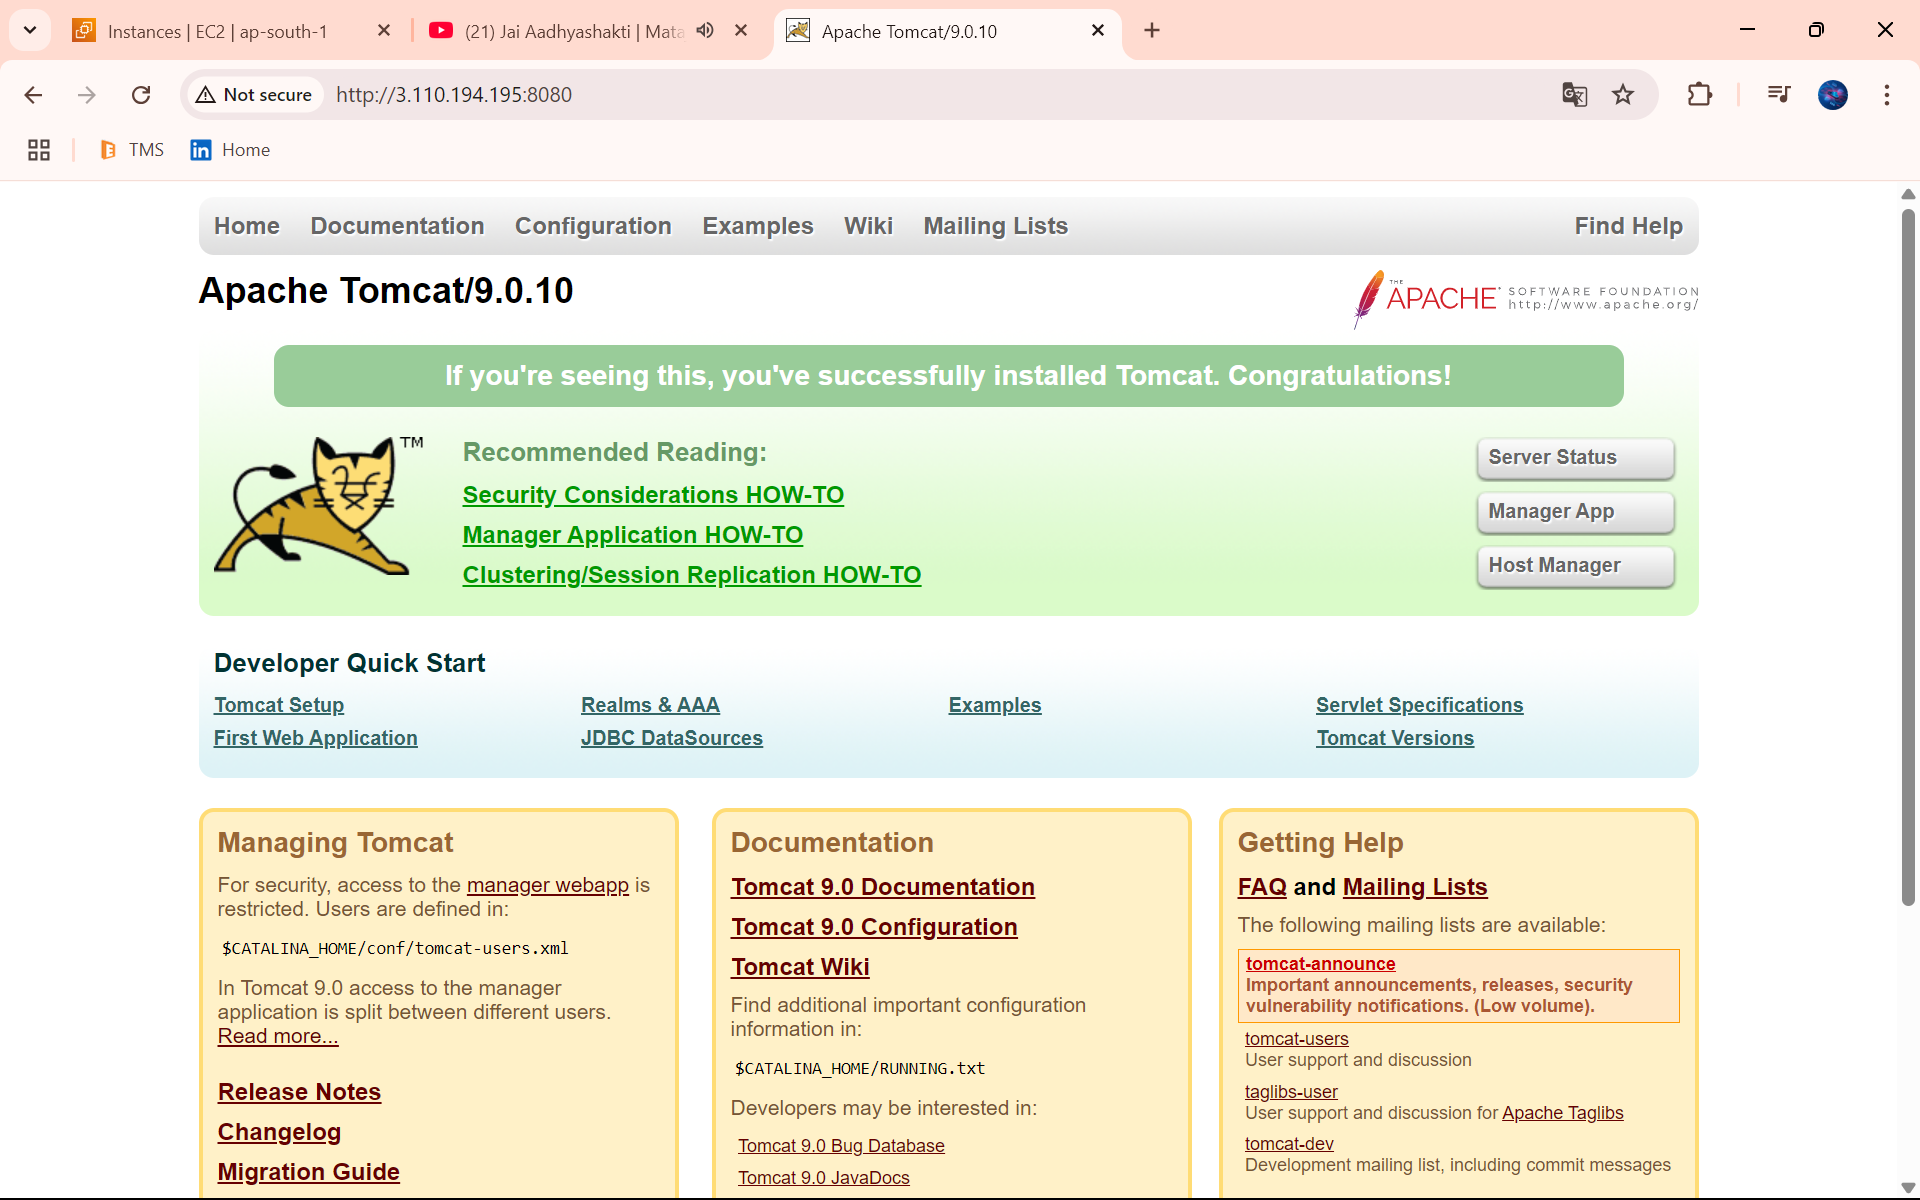 Instances | EC2 | ap-south-1
(21) Jai Aadhyashakti | Mata
Apache Tomcat/9.0.10
Not secure
http://3.110.194.195:8080
TMS
Home
Home Documentation Configuration Examples Wiki Mailing Lists Find Help
Apache Tomcat/9.0.10
THE APACHE® SOFTWARE FOUNDATION
http://www.apache.org/
If you're seeing this, you've successfully installed Tomcat. Congratulations!
TM
Recommended Reading:
Security Considerations HOW-TO
Manager Application HOW-TO
Clustering/Session Replication HOW-TO
Server Status
Manager App
Host Manager
Developer Quick Start
Tomcat Setup
First Web Application
Realms & AAA
JDBC DataSources
Examples
Servlet Specifications
Tomcat Versions
Managing Tomcat
For security, access to the manager webapp is
restricted. Users are defined in:
$CATALINA_HOME/conf/tomcat-users.xml
In Tomcat 9.0 access to the manager
application is split between different users.
Read more...
Release Notes
Changelog
Migration Guide
Documentation
Tomcat 9.0 Documentation
Tomcat 9.0 Configuration
Tomcat Wiki
Find additional important configuration
information in:
$CATALINA_HOME/RUNNING.txt
Developers may be interested in:
Tomcat 9.0 Bug Database
Tomcat 9.0 JavaDocs
Getting Help
FAQ and Mailing Lists
The following mailing lists are available:
tomcat-announce
Important announcements, releases, security
vulnerability notifications. (Low volume).
tomcat-users
User support and discussion
taglibs-user
User support and discussion for Apache Taglibs
tomcat-dev
Development mailing list, including commit messages